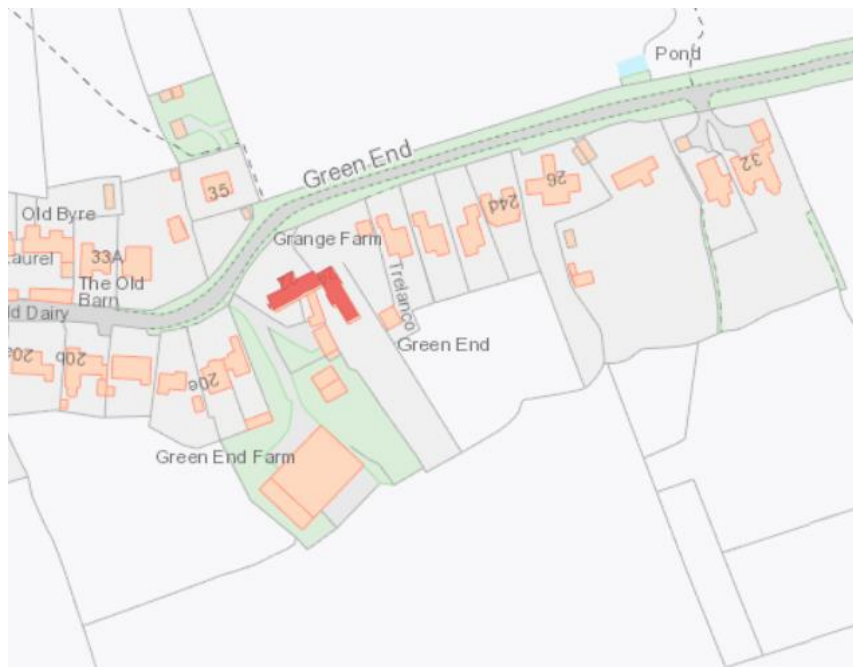 Pond
Green End
35
32
26
24d
Old Byre
Grange Farm
33A
The Old
Barn
Trelanco
Green End
20b
20e
Green End Farm